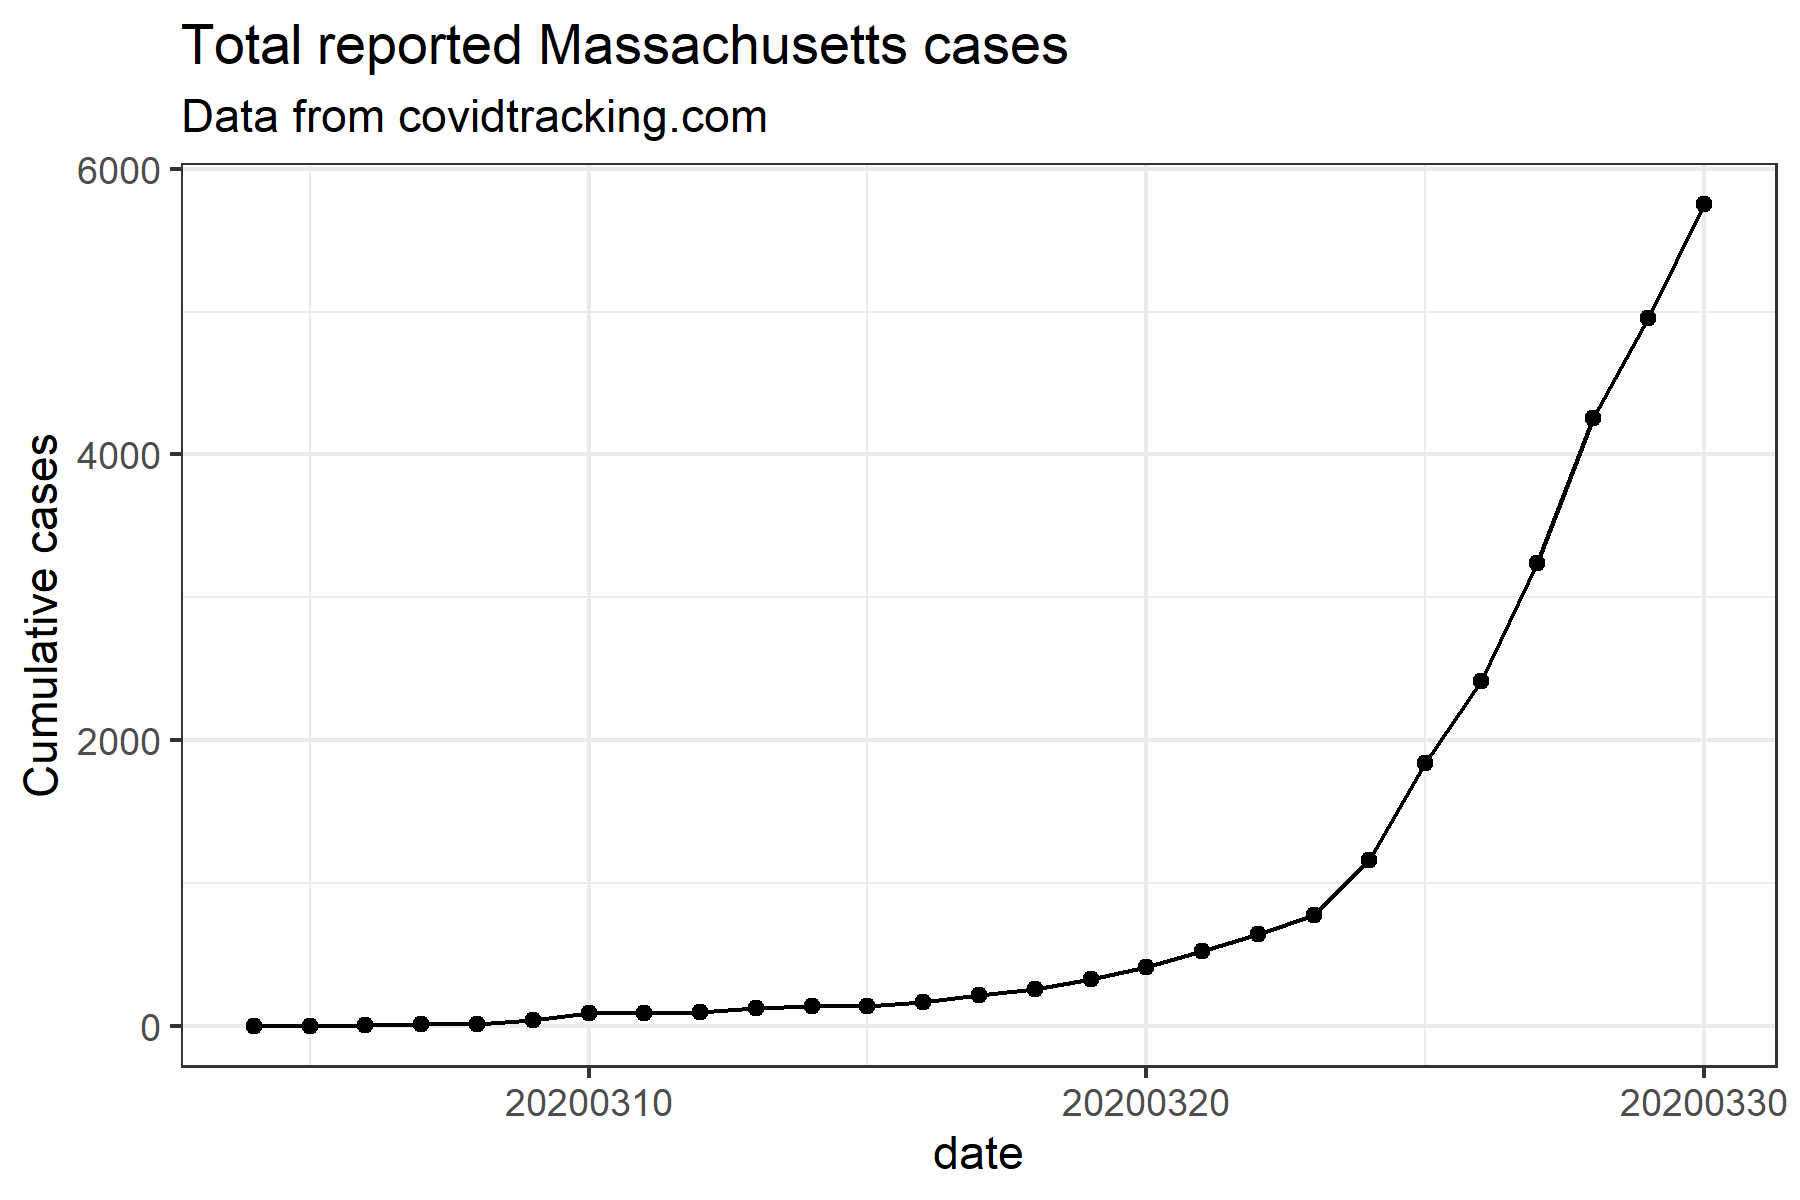 Total reported Massachusetts cases
Data from covidtracking.com
6000
4000
2000
0
Cumulative cases
20200310
20200320
20200330
date